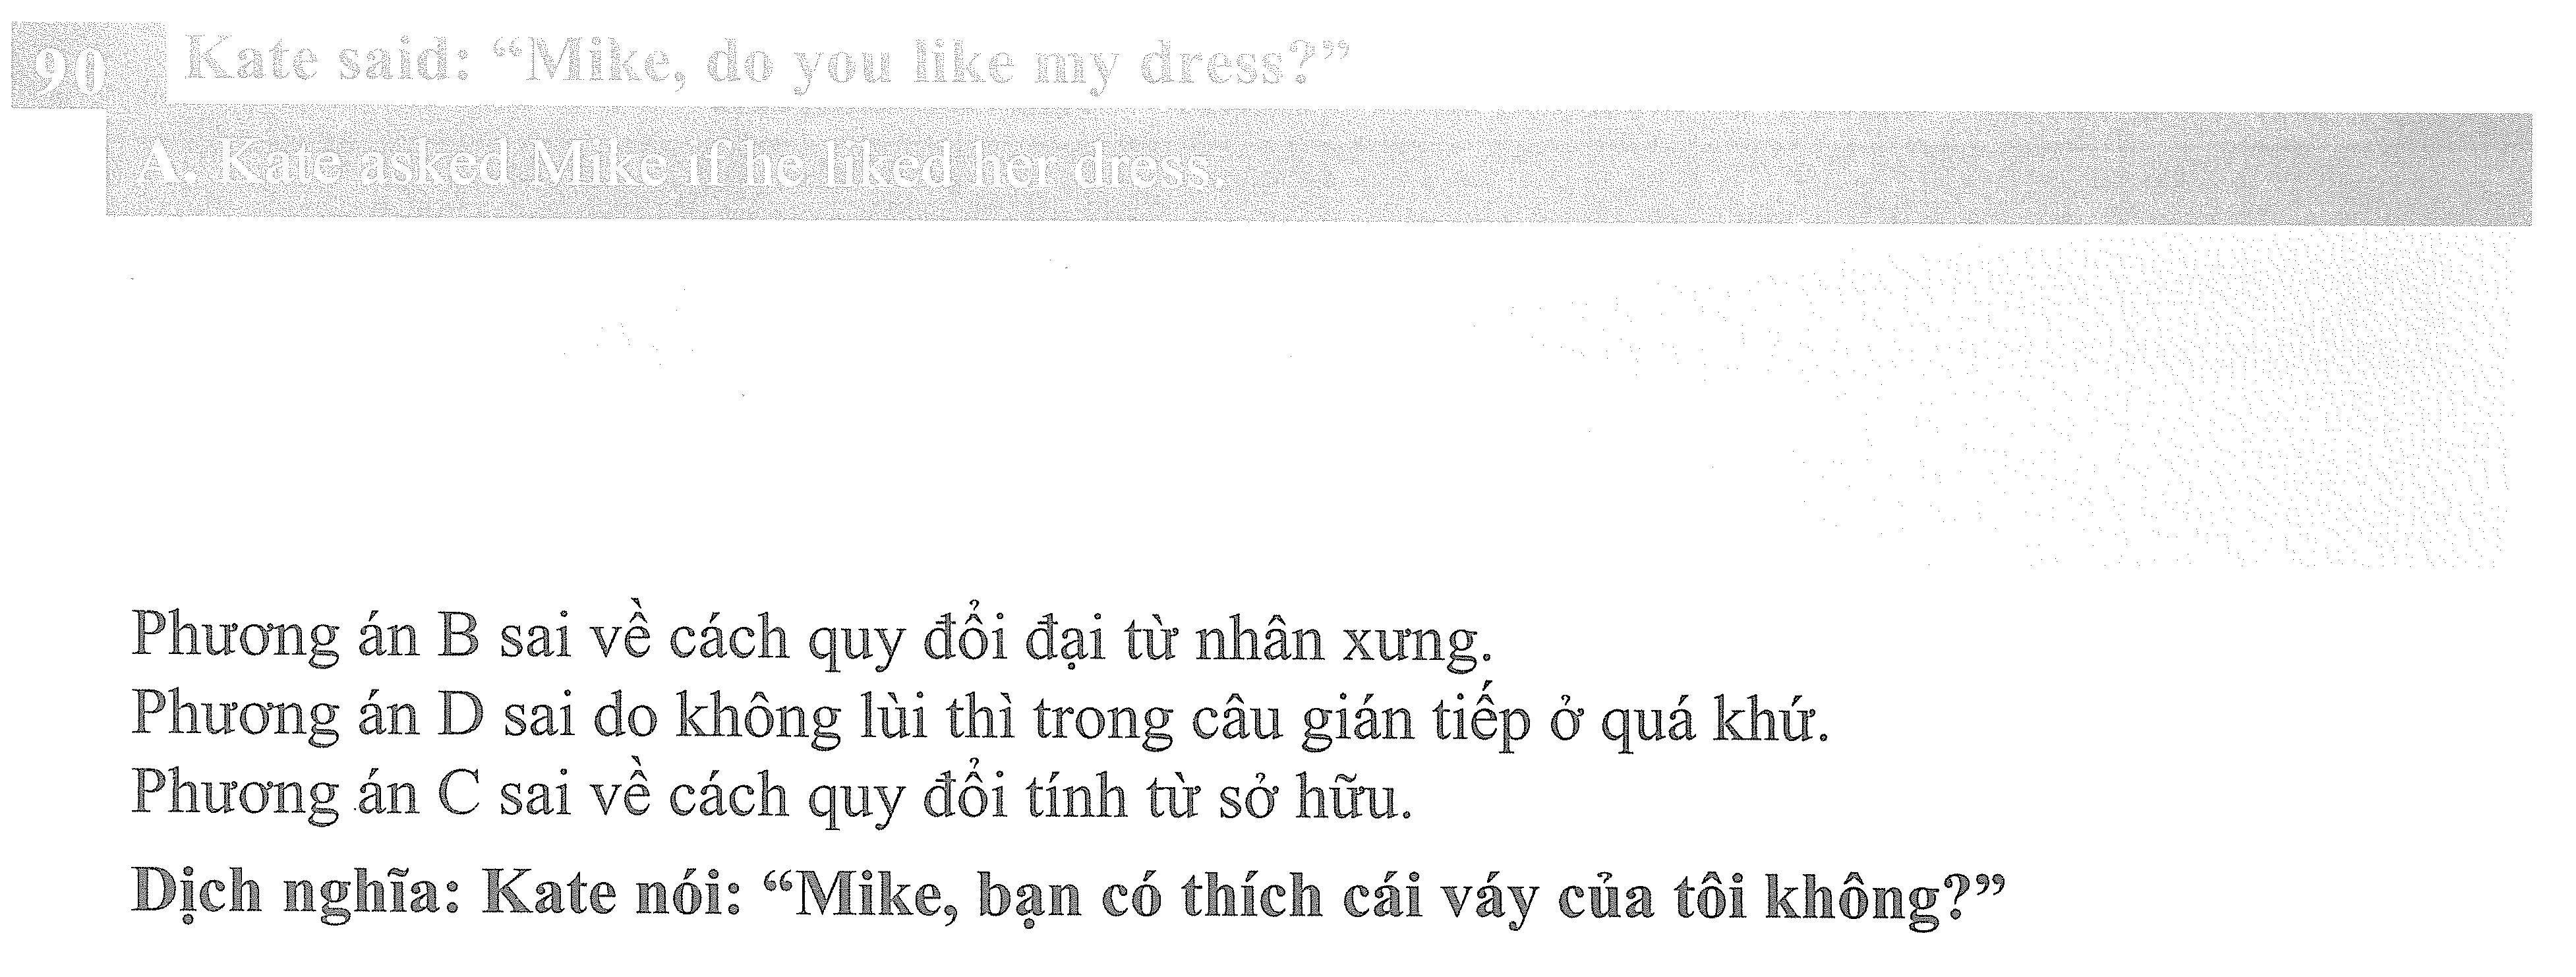 90 Kate said: “Mike, do you like my dress?”
A. Kate asked Mike if he liked her dress.
Phương án B sai về cách quy đổi đại từ nhân xưng.
Phương án D sai do không lùi thì trong câu gián tiếp ở quá khứ.
Phương án C sai về cách quy đổi tính từ sở hữu.
Dịch nghĩa: Kate nói: “Mike, bạn có thích cái váy của tôi không?”